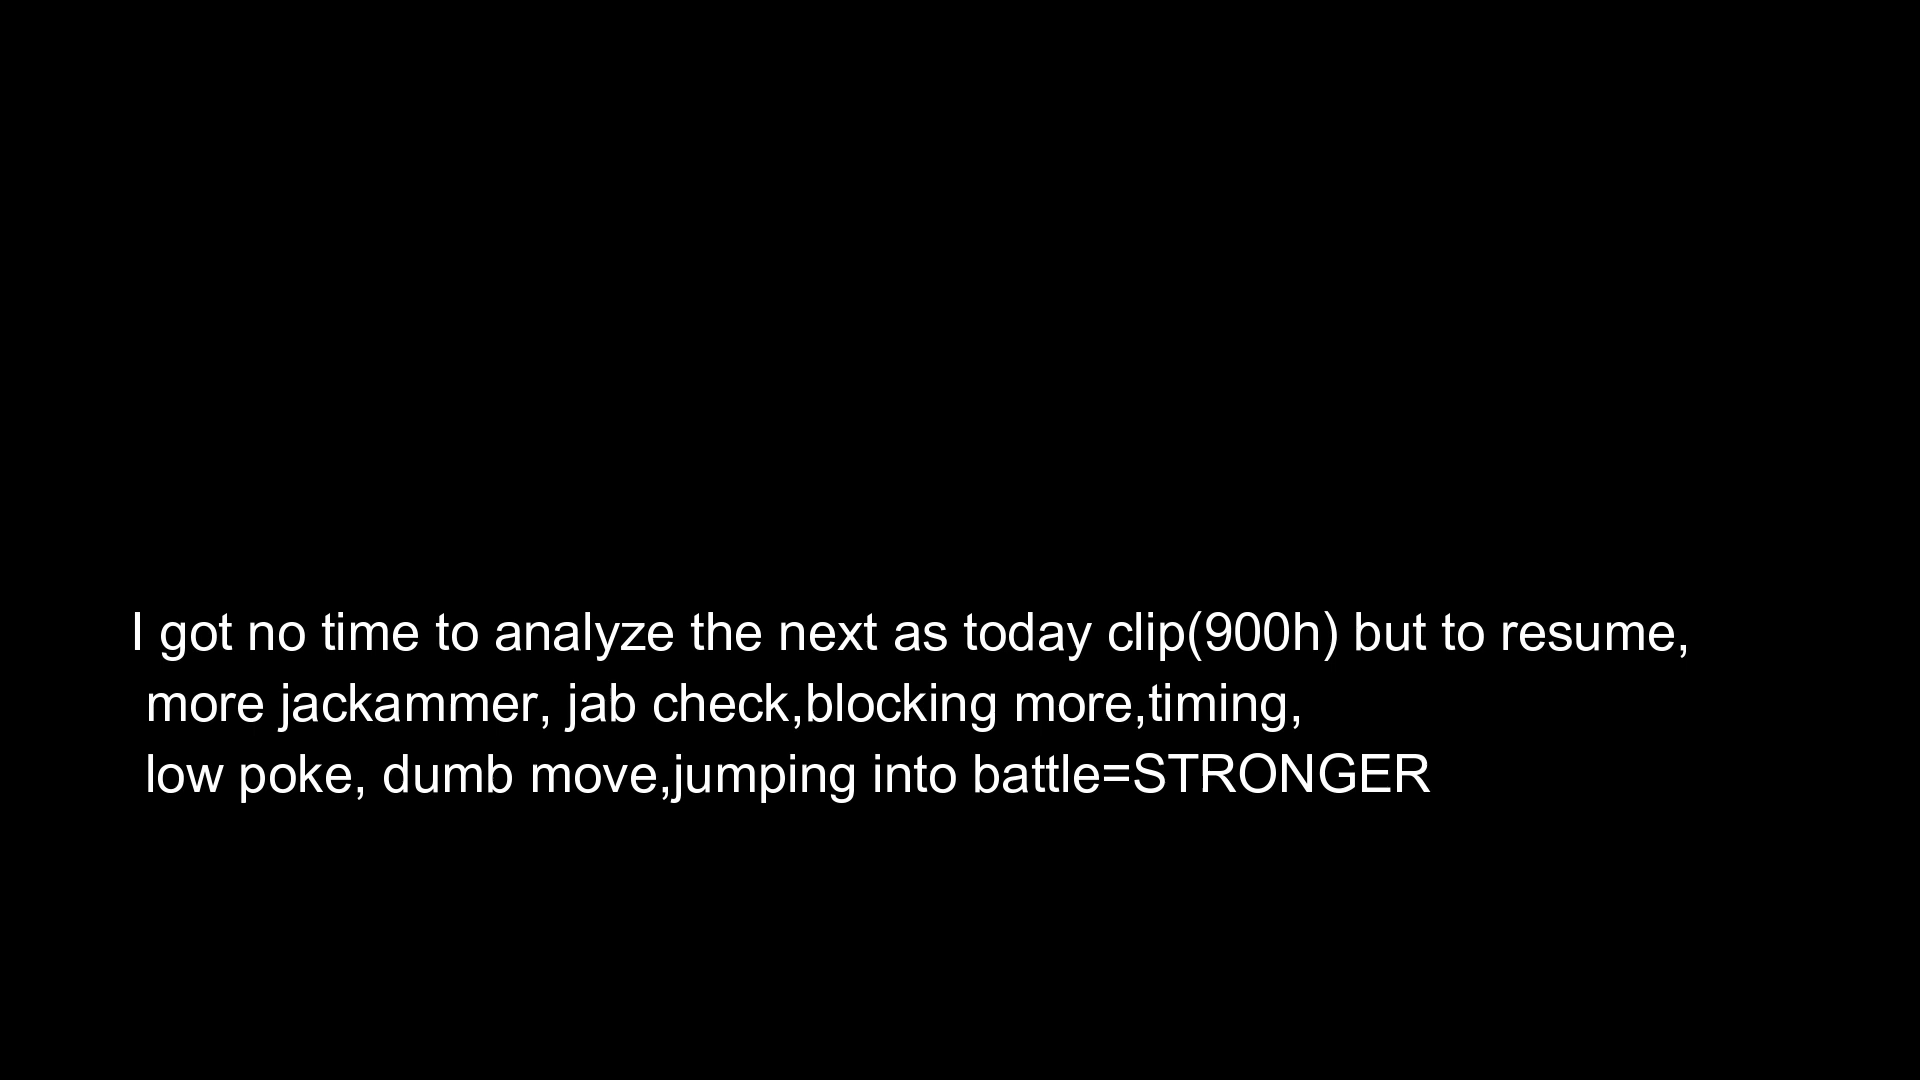 I got no time to analyze the next as today clip(900h) but to resume,
more jackammer, jab check,blocking more,timing,
low poke, dumb move,jumping into battle=STRONGER